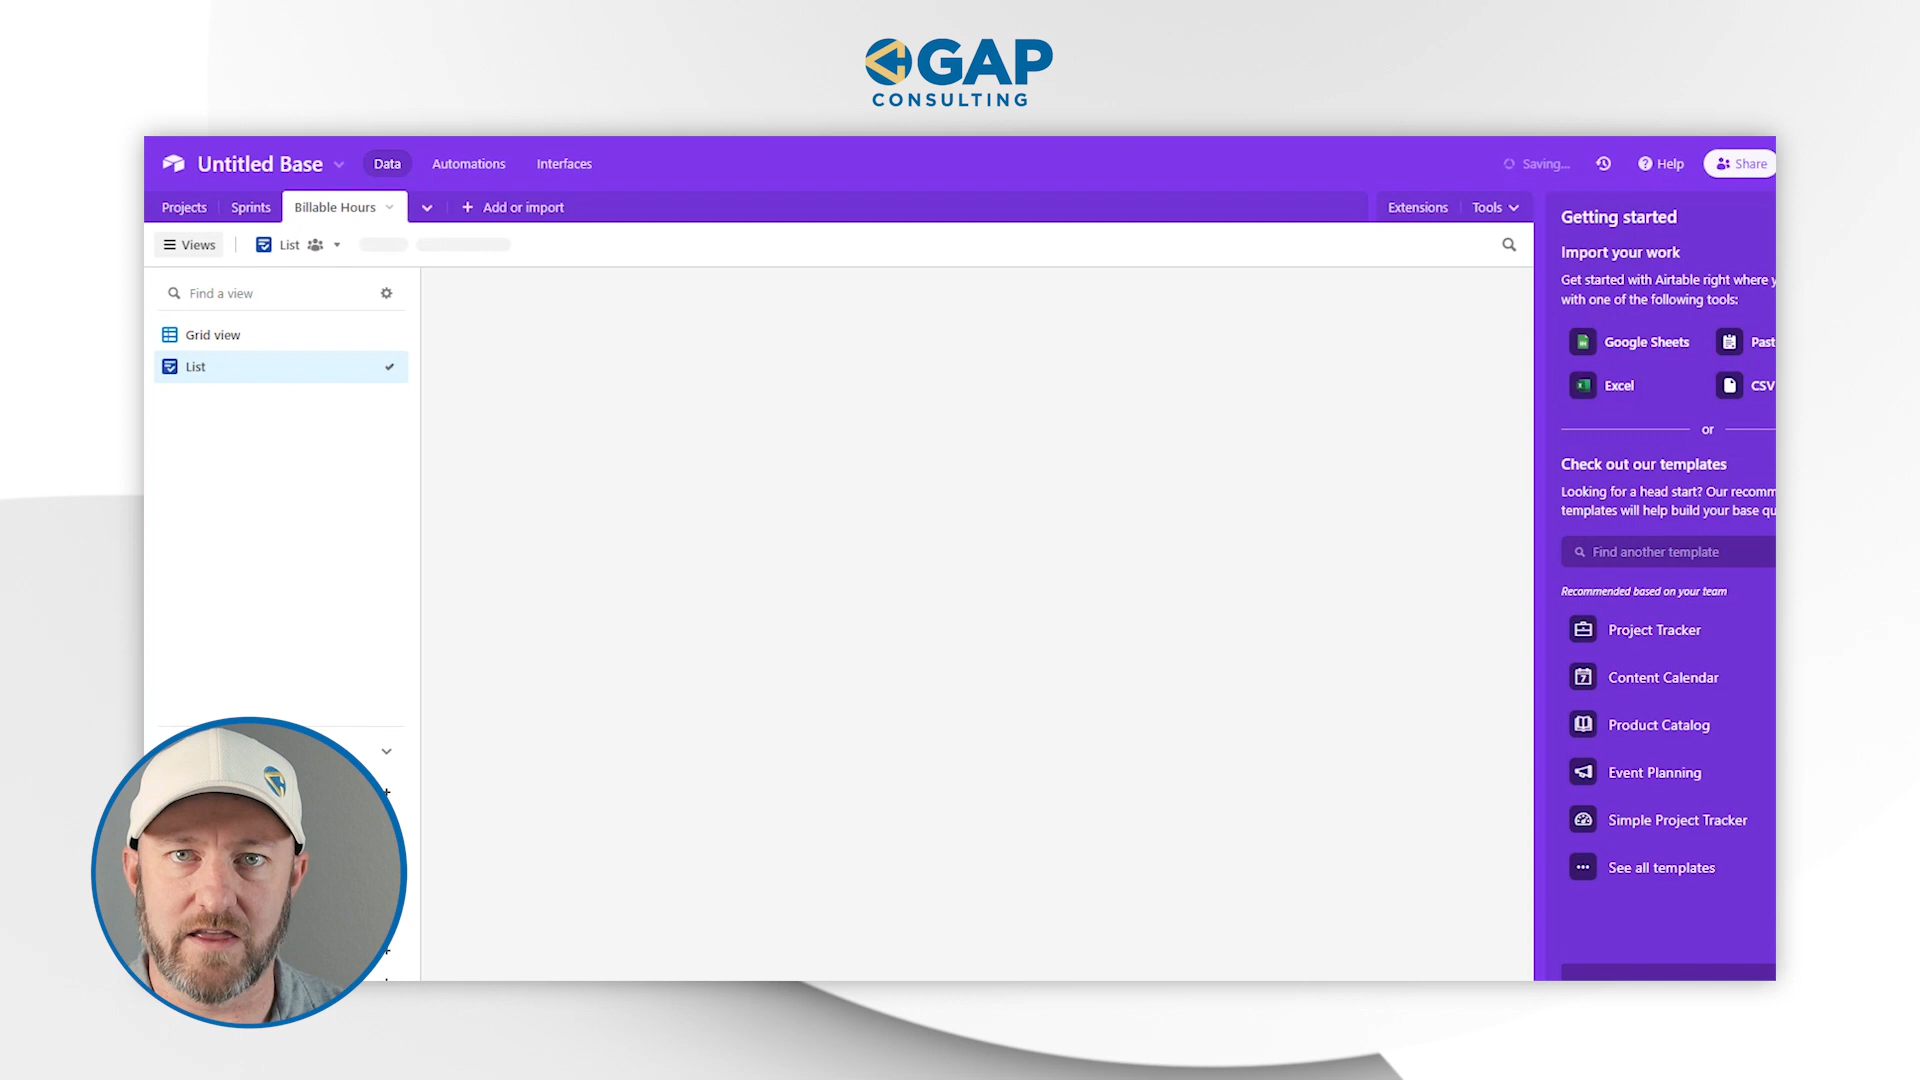 GAP
CONSULTING
Untitled Base
Data
Automations
Interfaces
Saving...
Help
Share
Projects
Sprints
Billable Hours
Add or import
Extensions
Tools
Views
List
Find a view
Grid view
List
Getting started
Import your work
Get started with Airtable right where
with one of the following tools:
Google Sheets
Past
Excel
CSV
or
Check out our templates
Looking for a head start? Our recomm
templates will help build your base qu
Find another template
Recommended based on your team
Project Tracker
Content Calendar
Product Catalog
Event Planning
Simple Project Tracker
See all templates